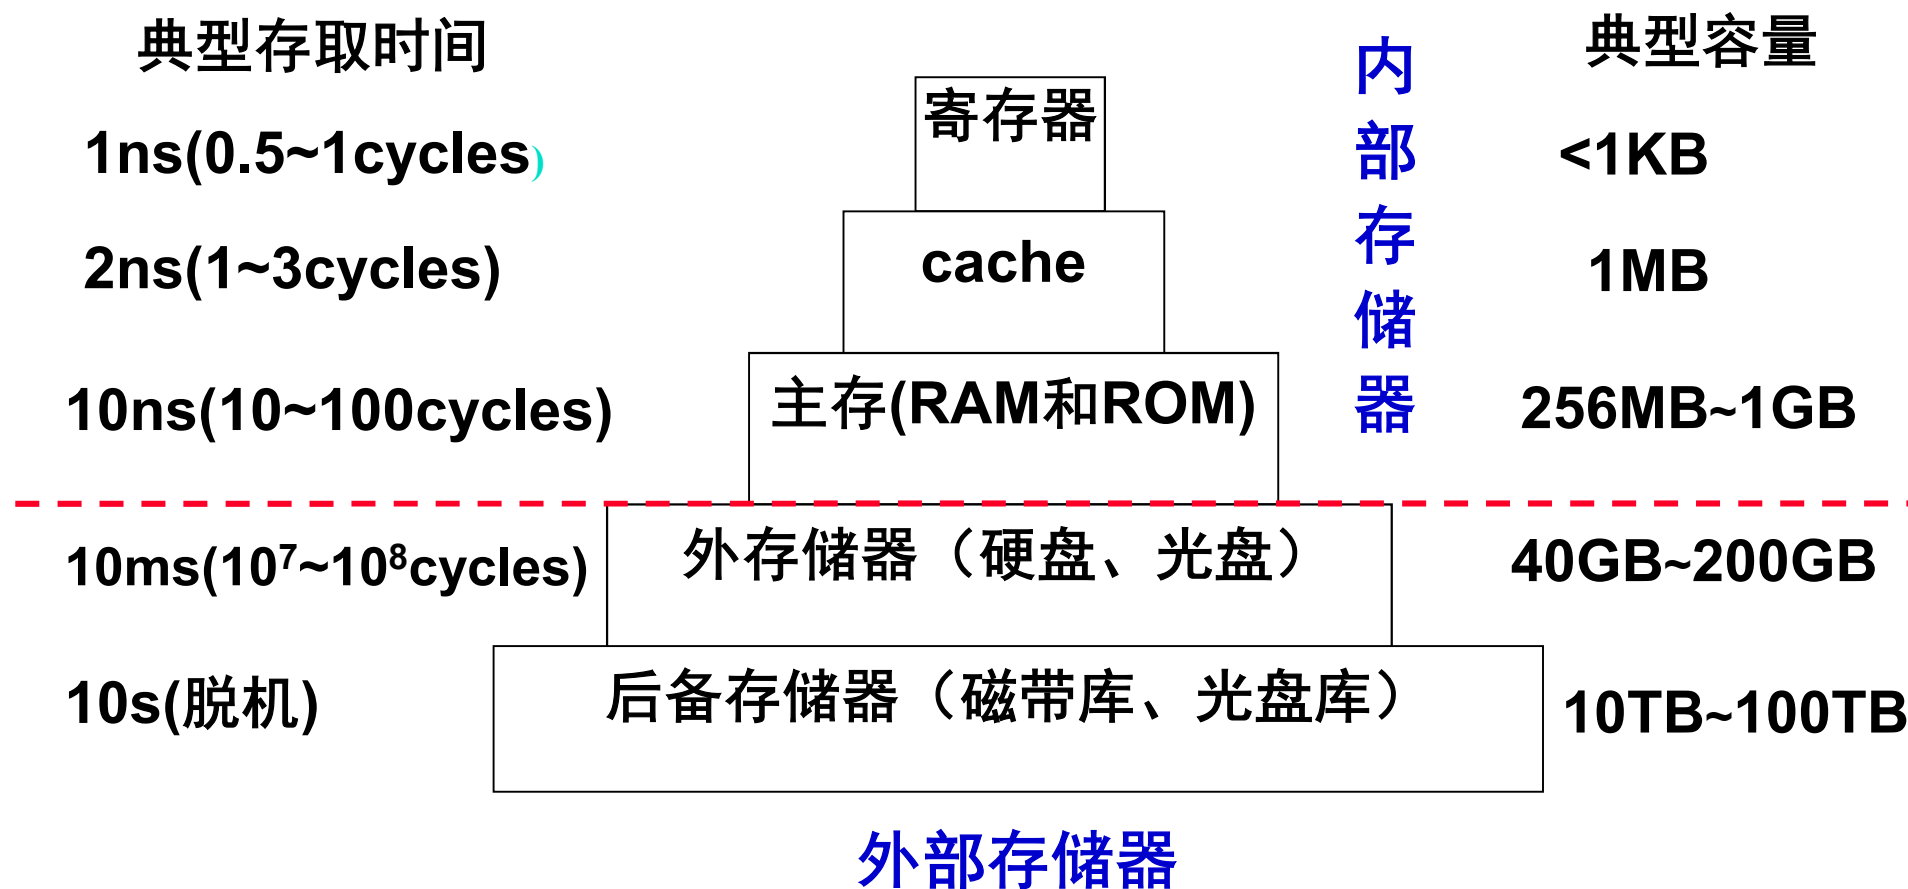 典型存取时间
典型容量
内部存储器
寄存器
1ns(0.5~1cycles)
<1KB
cache
2ns(1~3cycles)
1MB
主存(RAM和ROM)
10ns(10~100cycles)
256MB~1GB
外存储器（硬盘、光盘）
10ms(10⁷~10⁸cycles)
40GB~200GB
后备存储器（磁带库、光盘库）
10s(脱机)
10TB~100TB
外部存储器